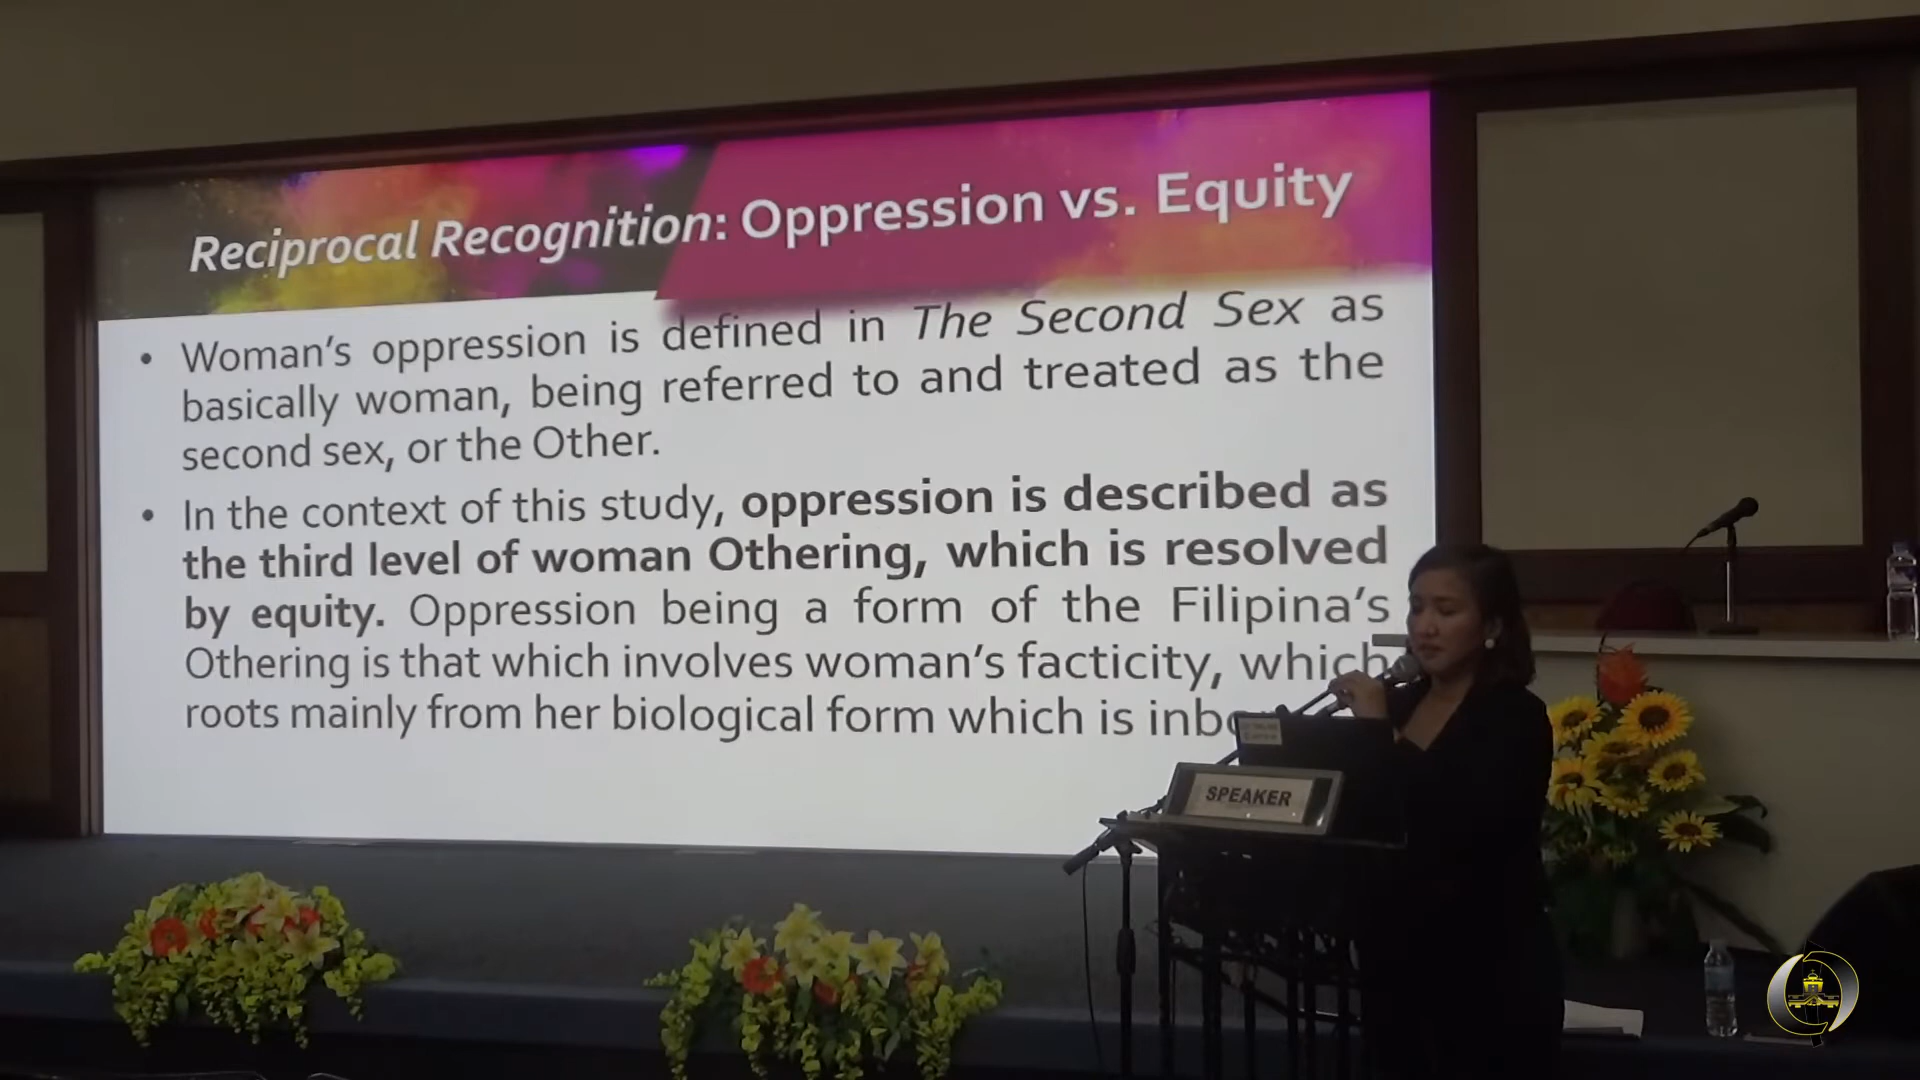 Reciprocal Recognition: Oppression vs. Equity
• Woman's oppression is defined in The Second Sex as
basically woman, being referred to and treated as the
second sex, or the Other.
• In the context of this study, oppression is described as
the third level of woman Othering, which is resolved
by equity. Oppression being a form of the Filipina's
Othering is that which involves woman's facticity, which
roots mainly from her biological form which is
SPEAKER